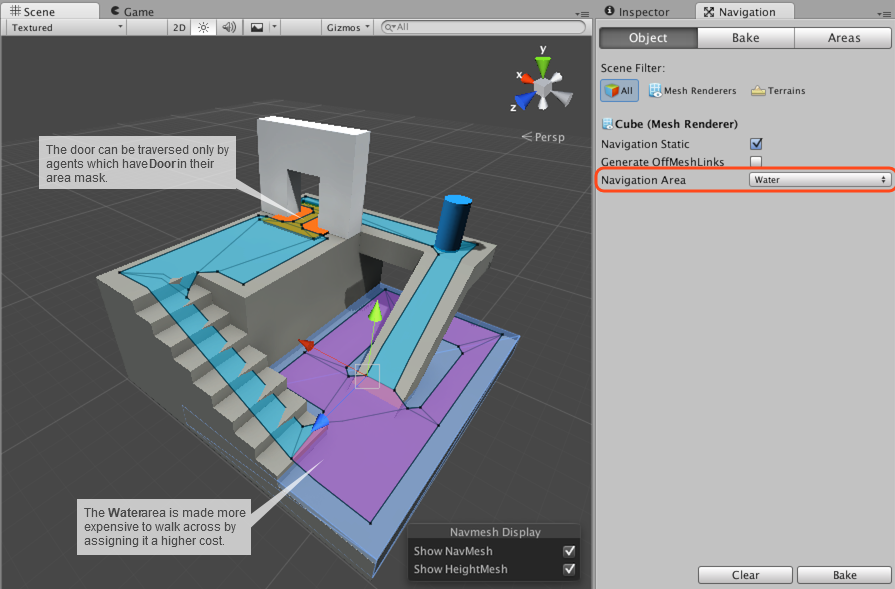 Scene
Game
Textured
2D
Gizmos
All
y
x
z
Persp
The door can be traversed only by
agents which have Door in their
area mask.
The Water area is made more
expensive to walk across by
assigning it a higher cost.
Navmesh Display
Show NavMesh
Show HeightMesh
Inspector
Navigation
Object
Bake
Areas
Scene Filter:
All
Mesh Renderers
Terrains
Cube (Mesh Renderer)
Navigation Static
Generate OffMeshLinks
Navigation Area
Water
Clear
Bake